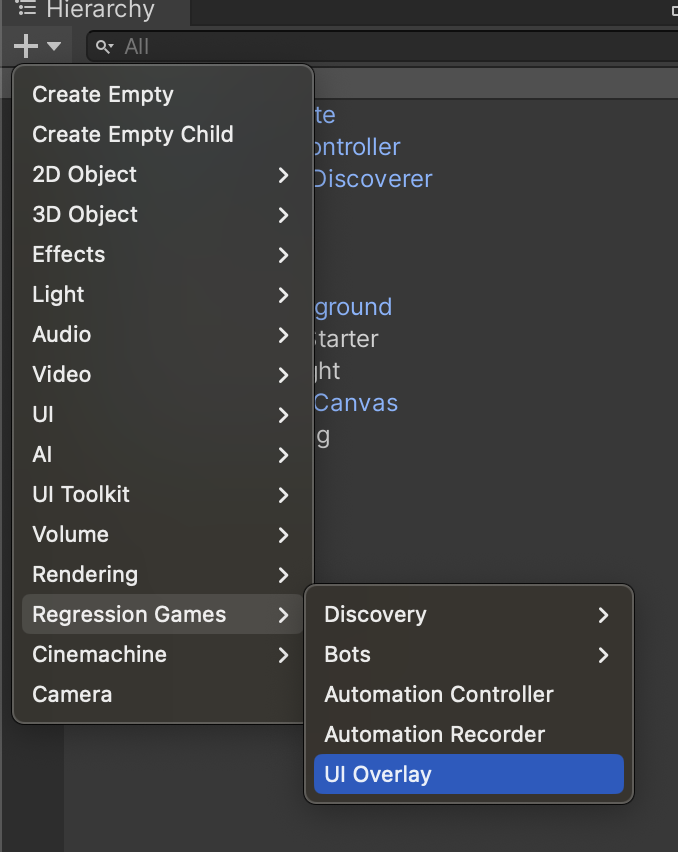 Hierarchy
All
Create Empty
Create Empty Child
2D Object
3D Object
Effects
Light
Audio
Video
UI
AI
UI Toolkit
Volume
Rendering
Regression Games
Cinemachine
Camera
te
ontroller
Discoverer
ground
Starter
ght
Canvas
g
Discovery
Bots
Automation Controller
Automation Recorder
UI Overlay